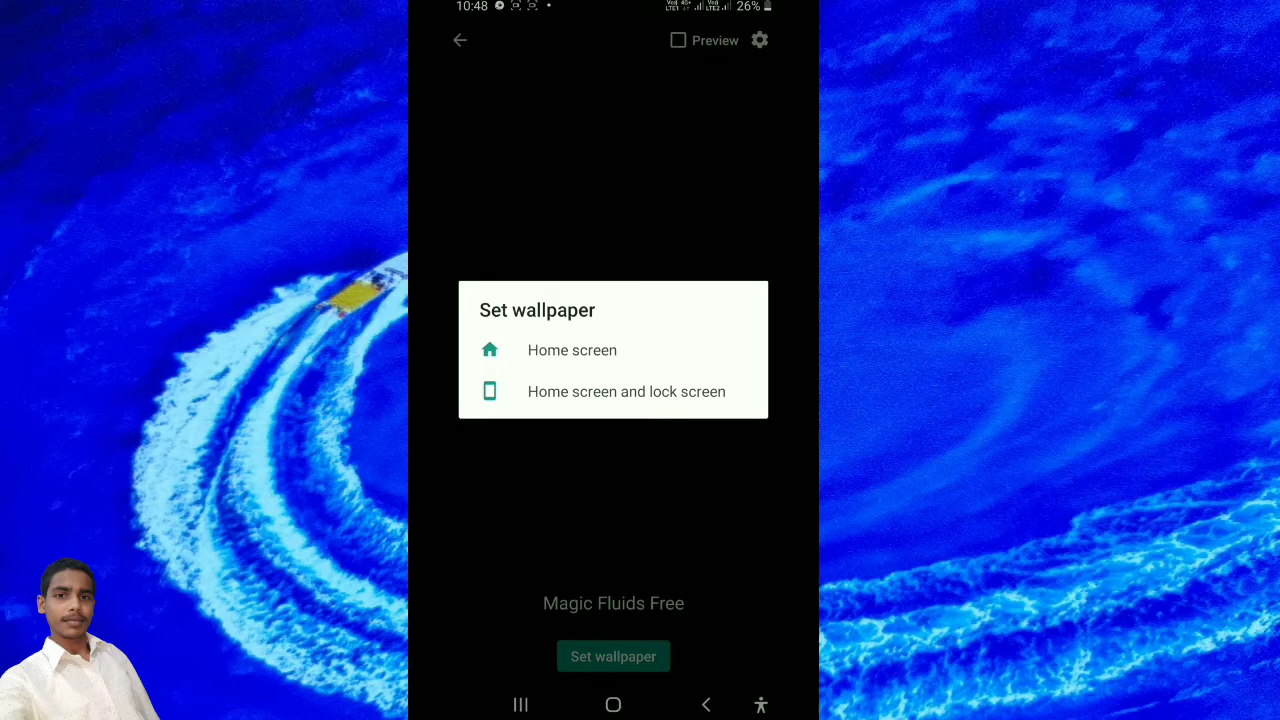 10:48 26%
Preview
Set wallpaper
Home screen
Home screen and lock screen
Magic Fluids Free
Set wallpaper